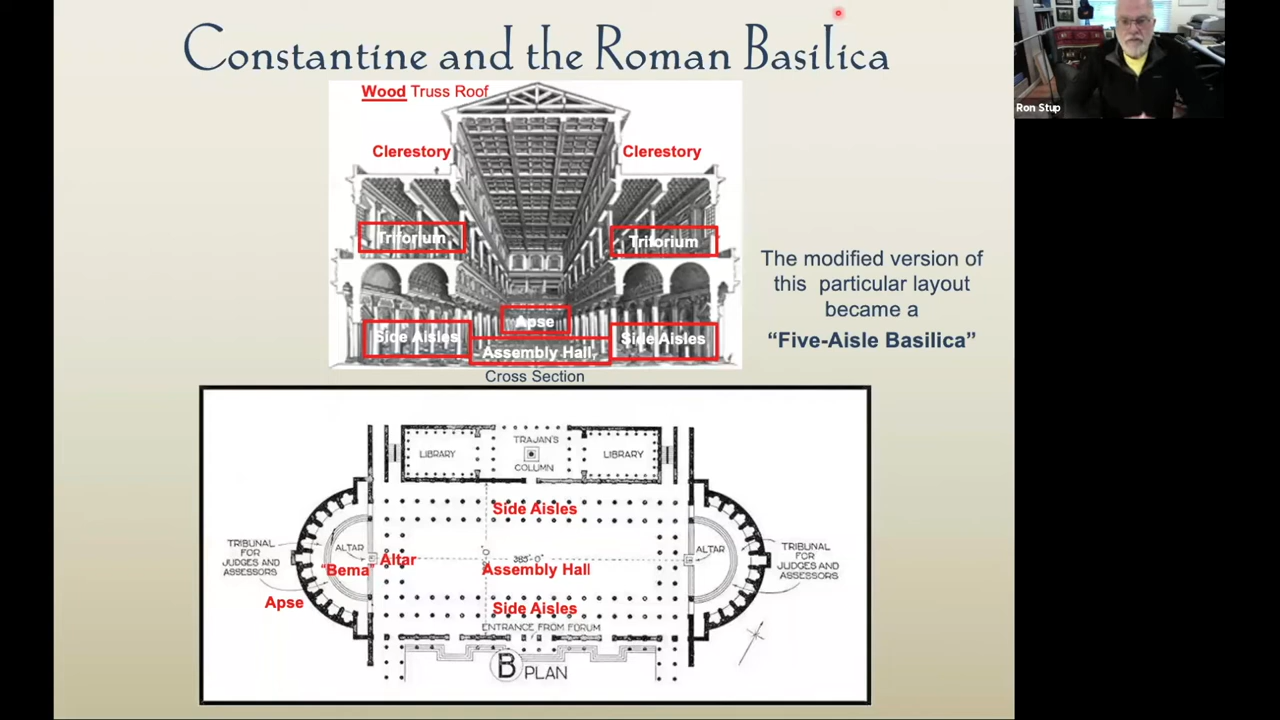 Constantine and the Roman Basilica
Ron Stup
Wood Truss Roof
Clerestory
Clerestory
Triforium
Triforium
Side Aisles
Apse
Side Aisles
Assembly Hall
Cross Section
The modified version of
this particular layout
became a
“Five-Aisle Basilica”
LIBRARY
TRAJAN'S
COLUMN
LIBRARY
Side Aisles
TRIBUNAL
FOR
JUDGES AND
ASSESSORS
ALTAR
"Bema"
Altar
Apse
385'-0"
Assembly Hall
ALTAR
TRIBUNAL
FOR
JUDGES AND
ASSESSORS
Side Aisles
ENTRANCE FROM FORUM
B PLAN